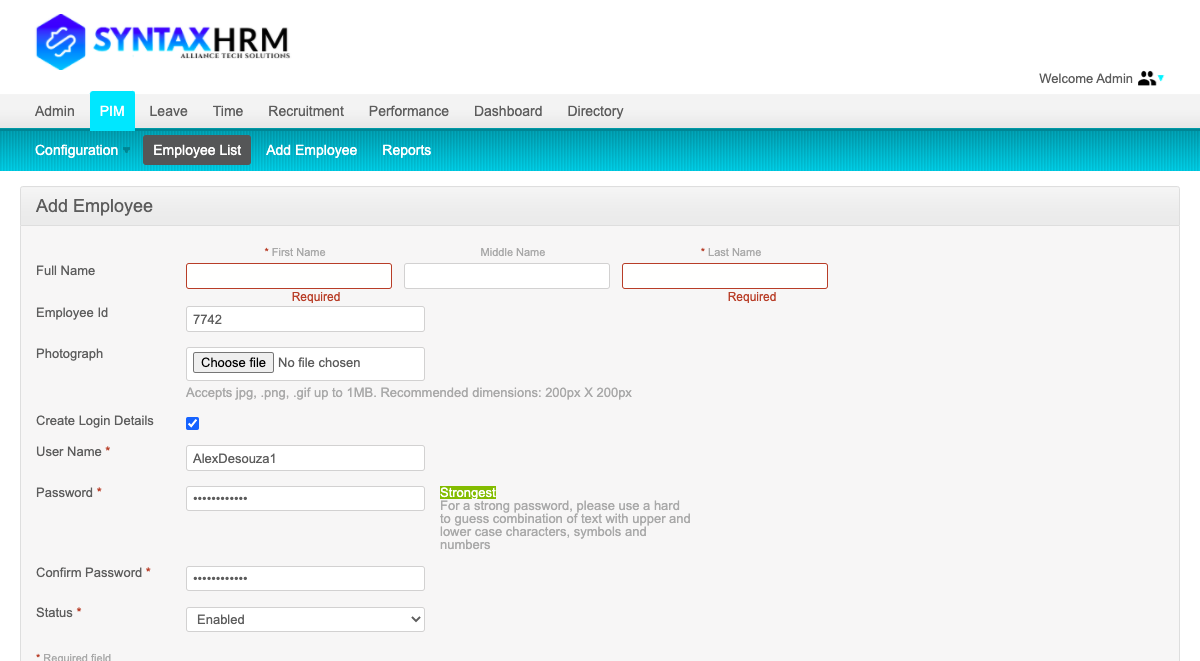 SYNTAXHRM
ALLIANCE TECH SOLUTIONS
Welcome Admin
Admin PIM Leave Time Recruitment Performance Dashboard Directory
Configuration Employee List Add Employee Reports
Add Employee
* First Name Middle Name * Last Name
Full Name
Required Required
Employee Id 7742
Photograph Choose file No file chosen
Accepts jpg, .png, .gif up to 1MB. Recommended dimensions: 200px X 200px
Create Login Details
User Name * AlexDesouza1
Password * •••••••••••• Strongest
For a strong password, please use a hard
to guess combination of text with upper and
lower case characters, symbols and
numbers
Confirm Password * ••••••••••••
Status * Enabled
* Required field